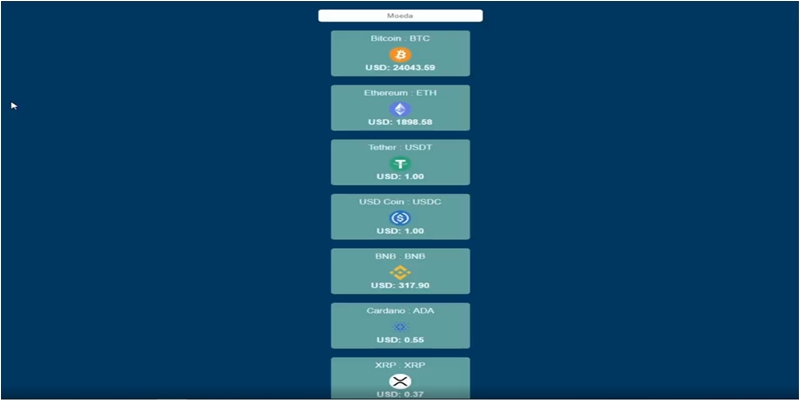 Moeda
Bitcoin : BTC
USD: 24043.59
Ethereum : ETH
USD: 1898.58
Tether : USDT
USD: 1.00
USD Coin : USDC
USD: 1.00
BNB : BNB
USD: 317.90
Cardano : ADA
USD: 0.55
XRP : XRP
USD: 0.37